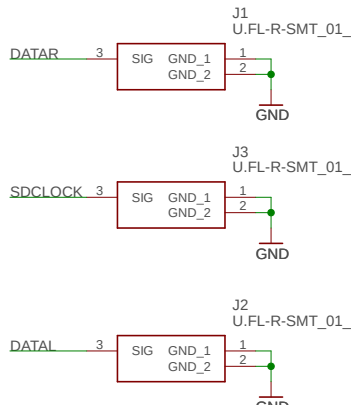 J1
U.FL-R-SMT_01_
DATAR 3 SIG GND_1 1
GND_2 2
GND
J3
U.FL-R-SMT_01_
SDCLOCK 3 SIG GND_1 1
GND_2 2
GND
J2
U.FL-R-SMT_01_
DATAL 3 SIG GND_1 1
GND_2 2
GND